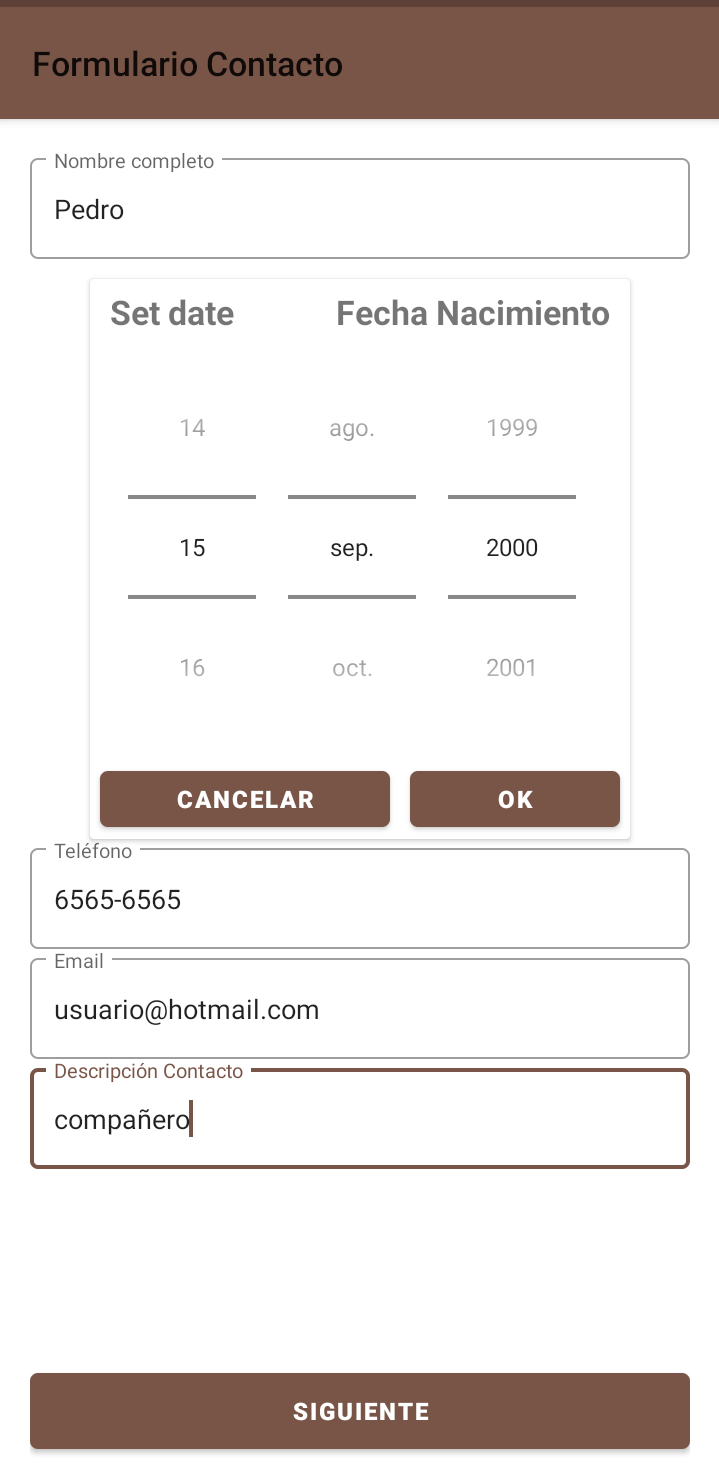 Formulario Contacto
Nombre completo
Pedro
Set date Fecha Nacimiento
14 ago. 1999
15 sep. 2000
16 oct. 2001
CANCELAR OK
Teléfono
6565-6565
Email
usuario@hotmail.com
Descripción Contacto
compañero
SIGUIENTE